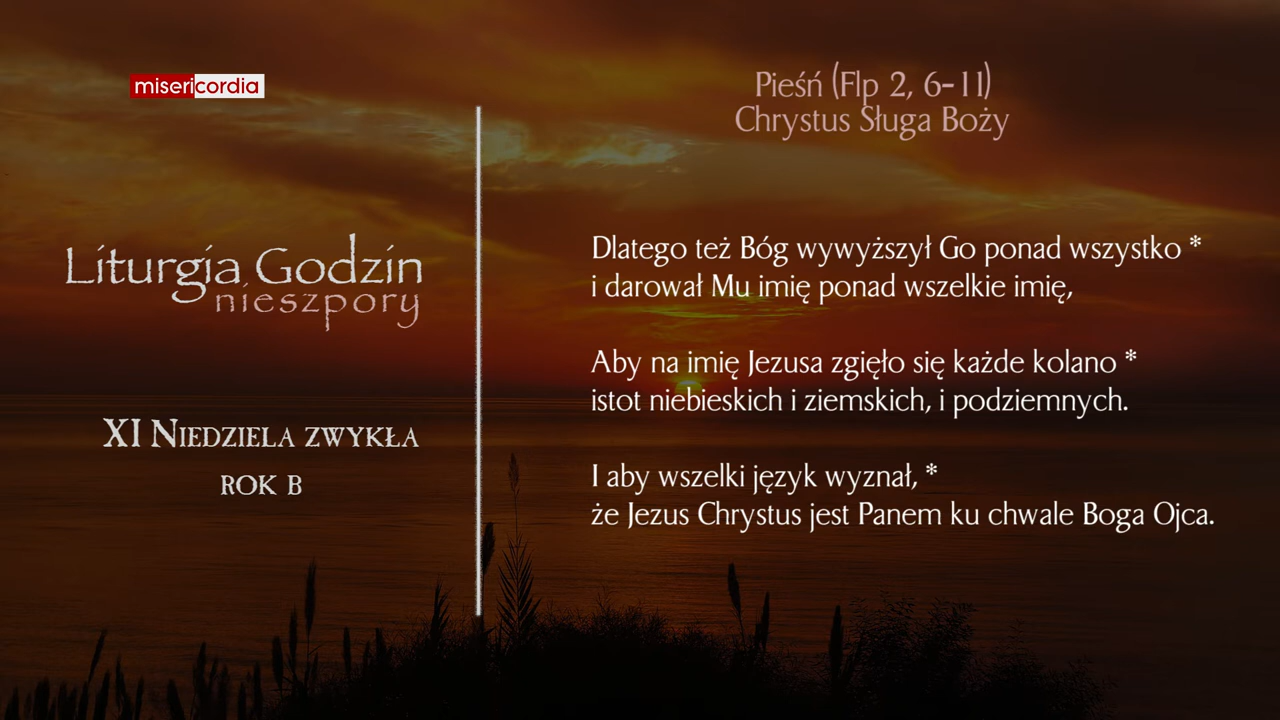 misericordia
Liturgia Godzin
nieszpory
XI Niedziela zwykła
rok B
Pieśń (Flp 2, 6-11)
Chrystus Sługa Boży
Dlatego też Bóg wywyższył Go ponad wszystko *
i darował Mu imię ponad wszelkie imię,
Aby na imię Jezusa zgięło się każde kolano *
istot niebieskich i ziemskich, i podziemnych.
I aby wszelki język wyznał, *
że Jezus Chrystus jest Panem ku chwale Boga Ojca.